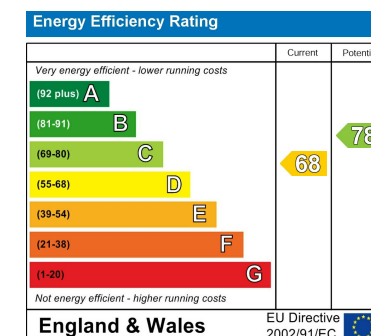 Energy Efficiency Rating
Current Potenti
Very energy efficient - lower running costs
(92 plus) A
(81-91) B
78
(69-80) C
68
(55-68) D
(39-54) E
(21-38) F
(1-20) G
Not energy efficient - higher running costs
England & Wales
EU Directive
2002/91/EC